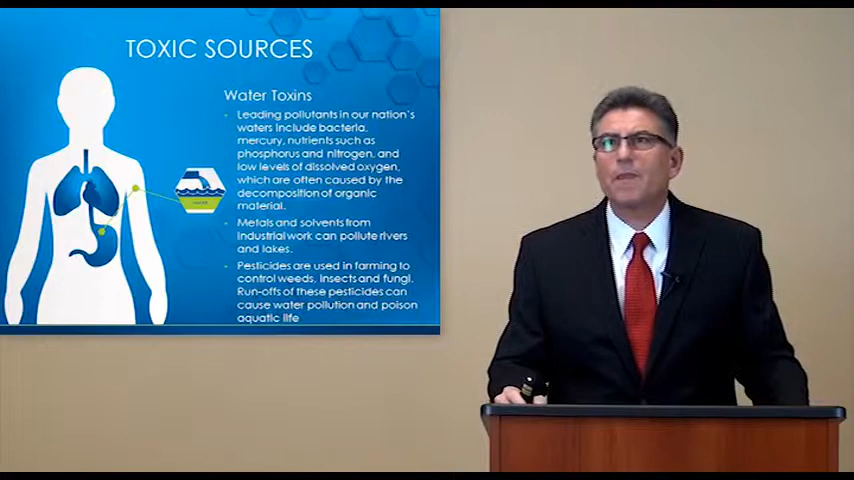 TOXIC SOURCES
Water Toxins
Leading pollutants in our nation's
waters include bacteria,
mercury, nutrients such as
phosphorus and nitrogen, and
low levels of dissolved oxygen,
which are often caused by the
decomposition of organic
material.
Metals and solvents from
industrial work can pollute rivers
and lakes.
Pesticides are used in farming to
control weeds, insects and fungi.
Run-offs of these pesticides can
cause water pollution and poison
aquatic life